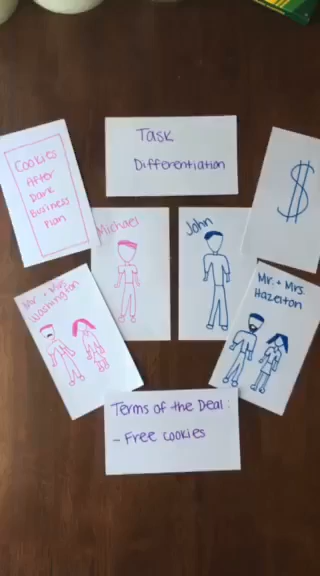 Task
Differentiation
Cookies
After
Dark
Business
Plan
$
Michael
John
Mr. + Mrs.
Washington
Mr. + Mrs.
Hazelton
Terms of the Deal:
- Free cookies